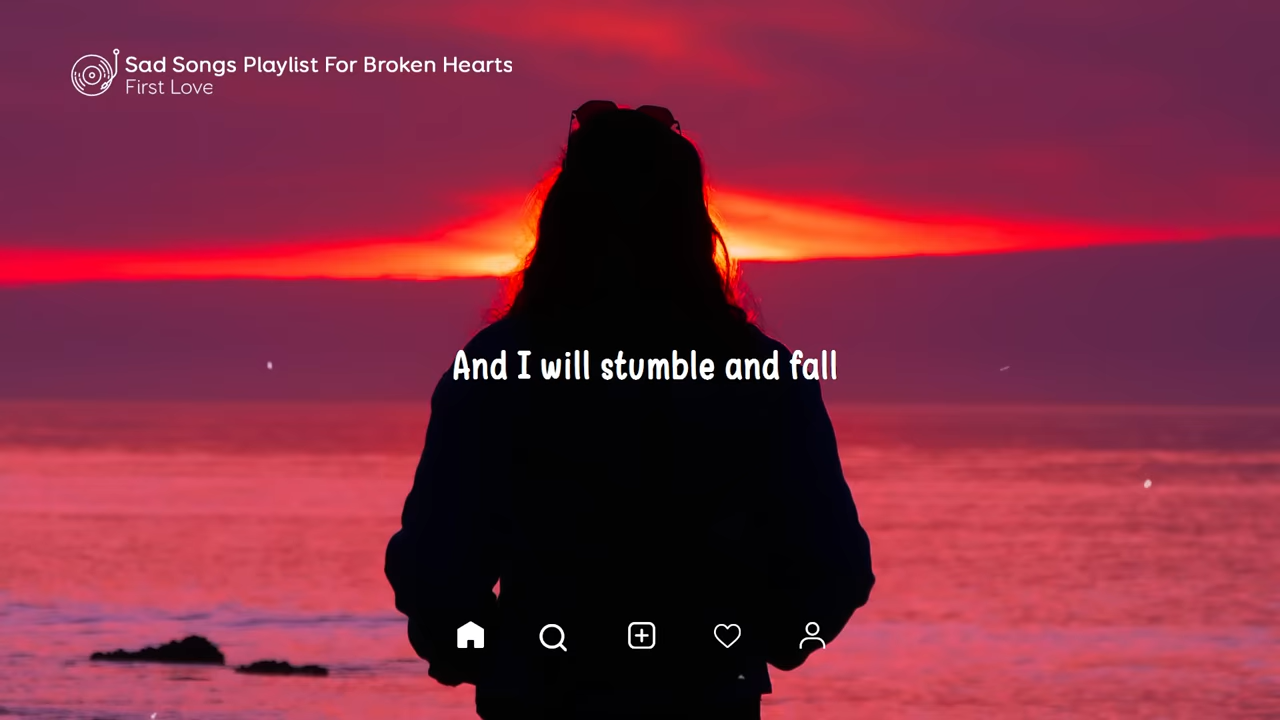 Sad Songs Playlist For Broken Hearts
First Love
And I will stumble and fall